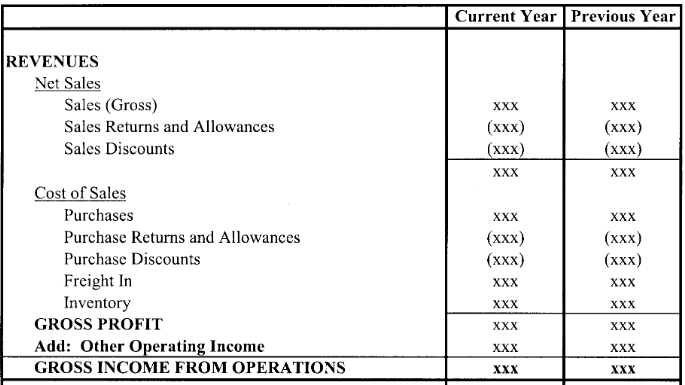 Current Year Previous Year
REVENUES
Net Sales
Sales (Gross) xxx xxx
Sales Returns and Allowances (xxx) (xxx)
Sales Discounts (xxx) (xxx)
xxx xxx
Cost of Sales
Purchases xxx xxx
Purchase Returns and Allowances (xxx) (xxx)
Purchase Discounts (xxx) (xxx)
Freight In xxx xxx
Inventory xxx xxx
GROSS PROFIT xxx xxx
Add: Other Operating Income xxx xxx
GROSS INCOME FROM OPERATIONS xxx xxx